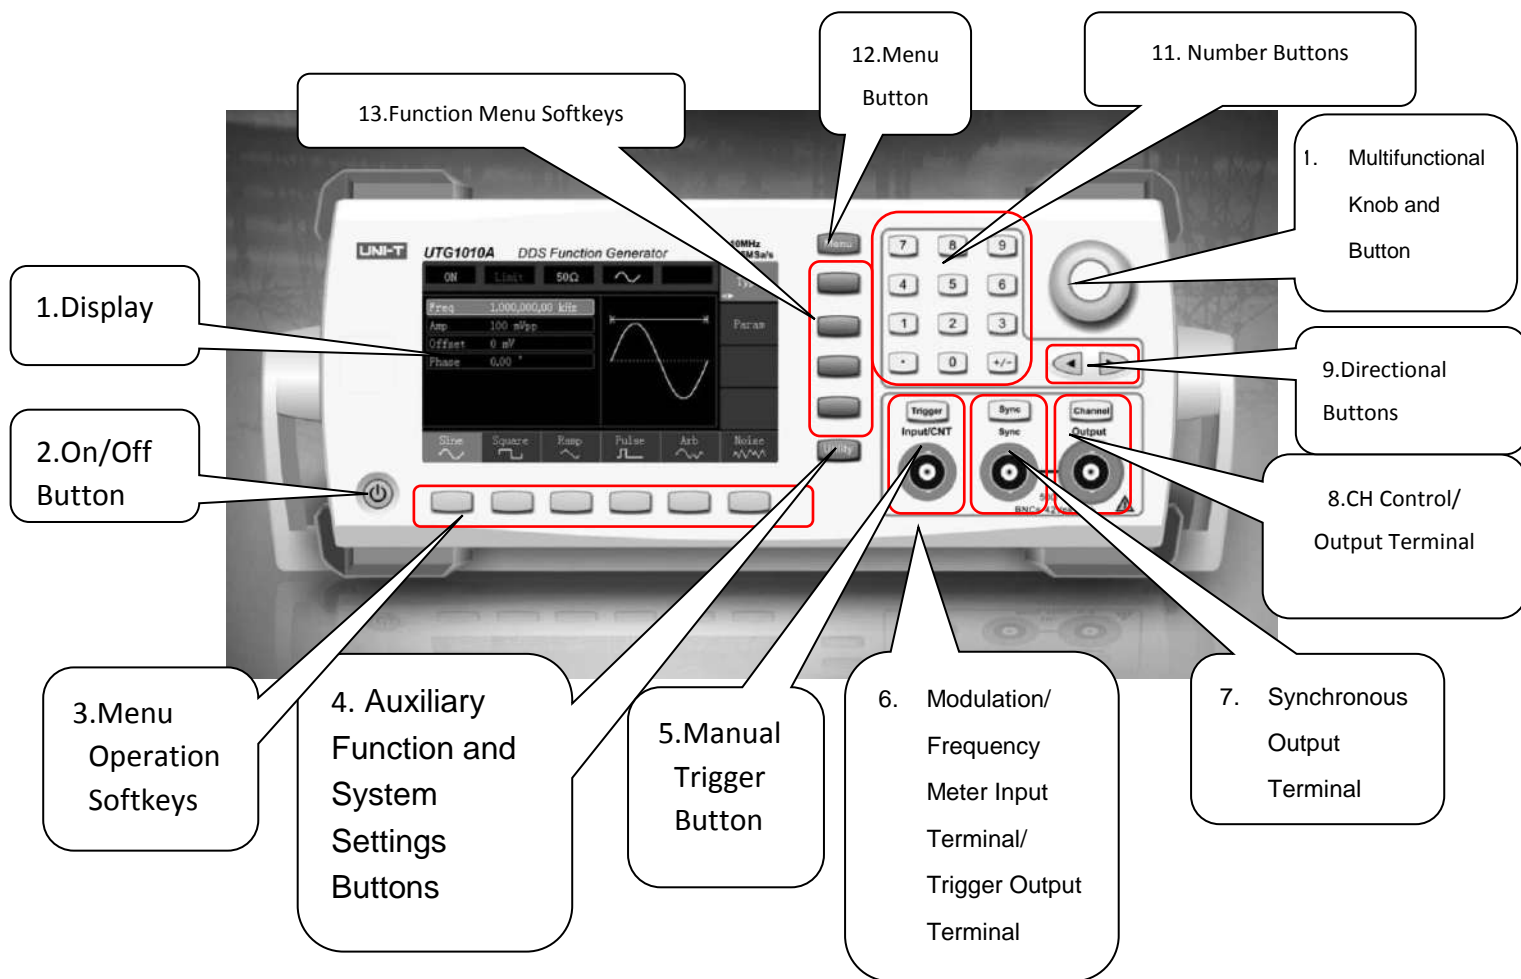 12.Menu
Button
11. Number Buttons
13.Function Menu Softkeys
1. Multifunctional
Knob and
Button
1.Display
2.On/Off
Button
9.Directional
Buttons
8.CH Control/
Output Terminal
3.Menu
Operation
Softkeys
4. Auxiliary
Function and
System
Settings
Buttons
5.Manual
Trigger
Button
6. Modulation/
Frequency
Meter Input
Terminal/
Trigger Output
Terminal
7. Synchronous
Output
Terminal
UNI-T
UTG1010A DDS Function Generator
10MHz
MSa/s
Menu
ON Limit 50Ω
Freq 1,000,000,00 kHz
Amp 100 mVpp
Offset 0 mV
Phase 0.00 °
Param
Sine Square Ramp Pulse Arb Noise
Utility
7 8 9
4 5 6
1 2 3
. 0 +/-
Trigger Sync Channel
Input/CNT Sync Output